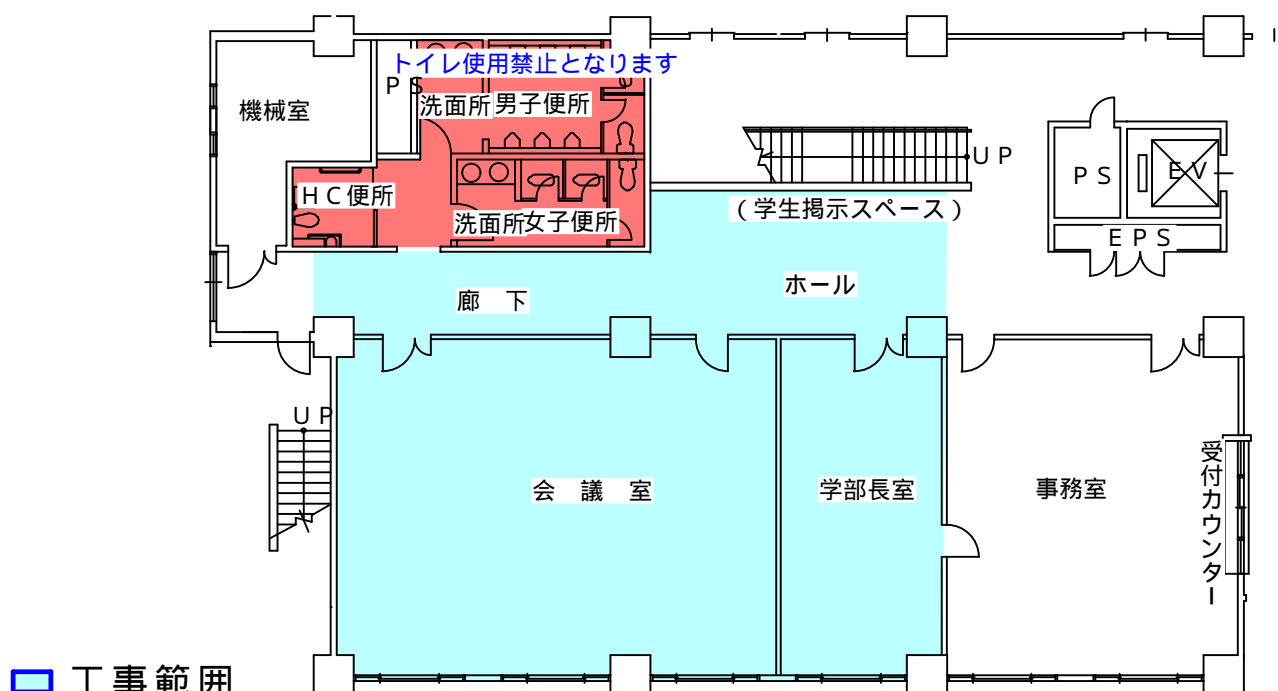 トイレ使用禁止となります
PS
機械室
洗面所
男子便所
UP
PS
EV
HC便所
洗面所
女子便所
(学生掲示スペース)
EPS
廊 下
ホール
UP
会 議 室
学部長室
事務室
受付カウンター
工事範囲